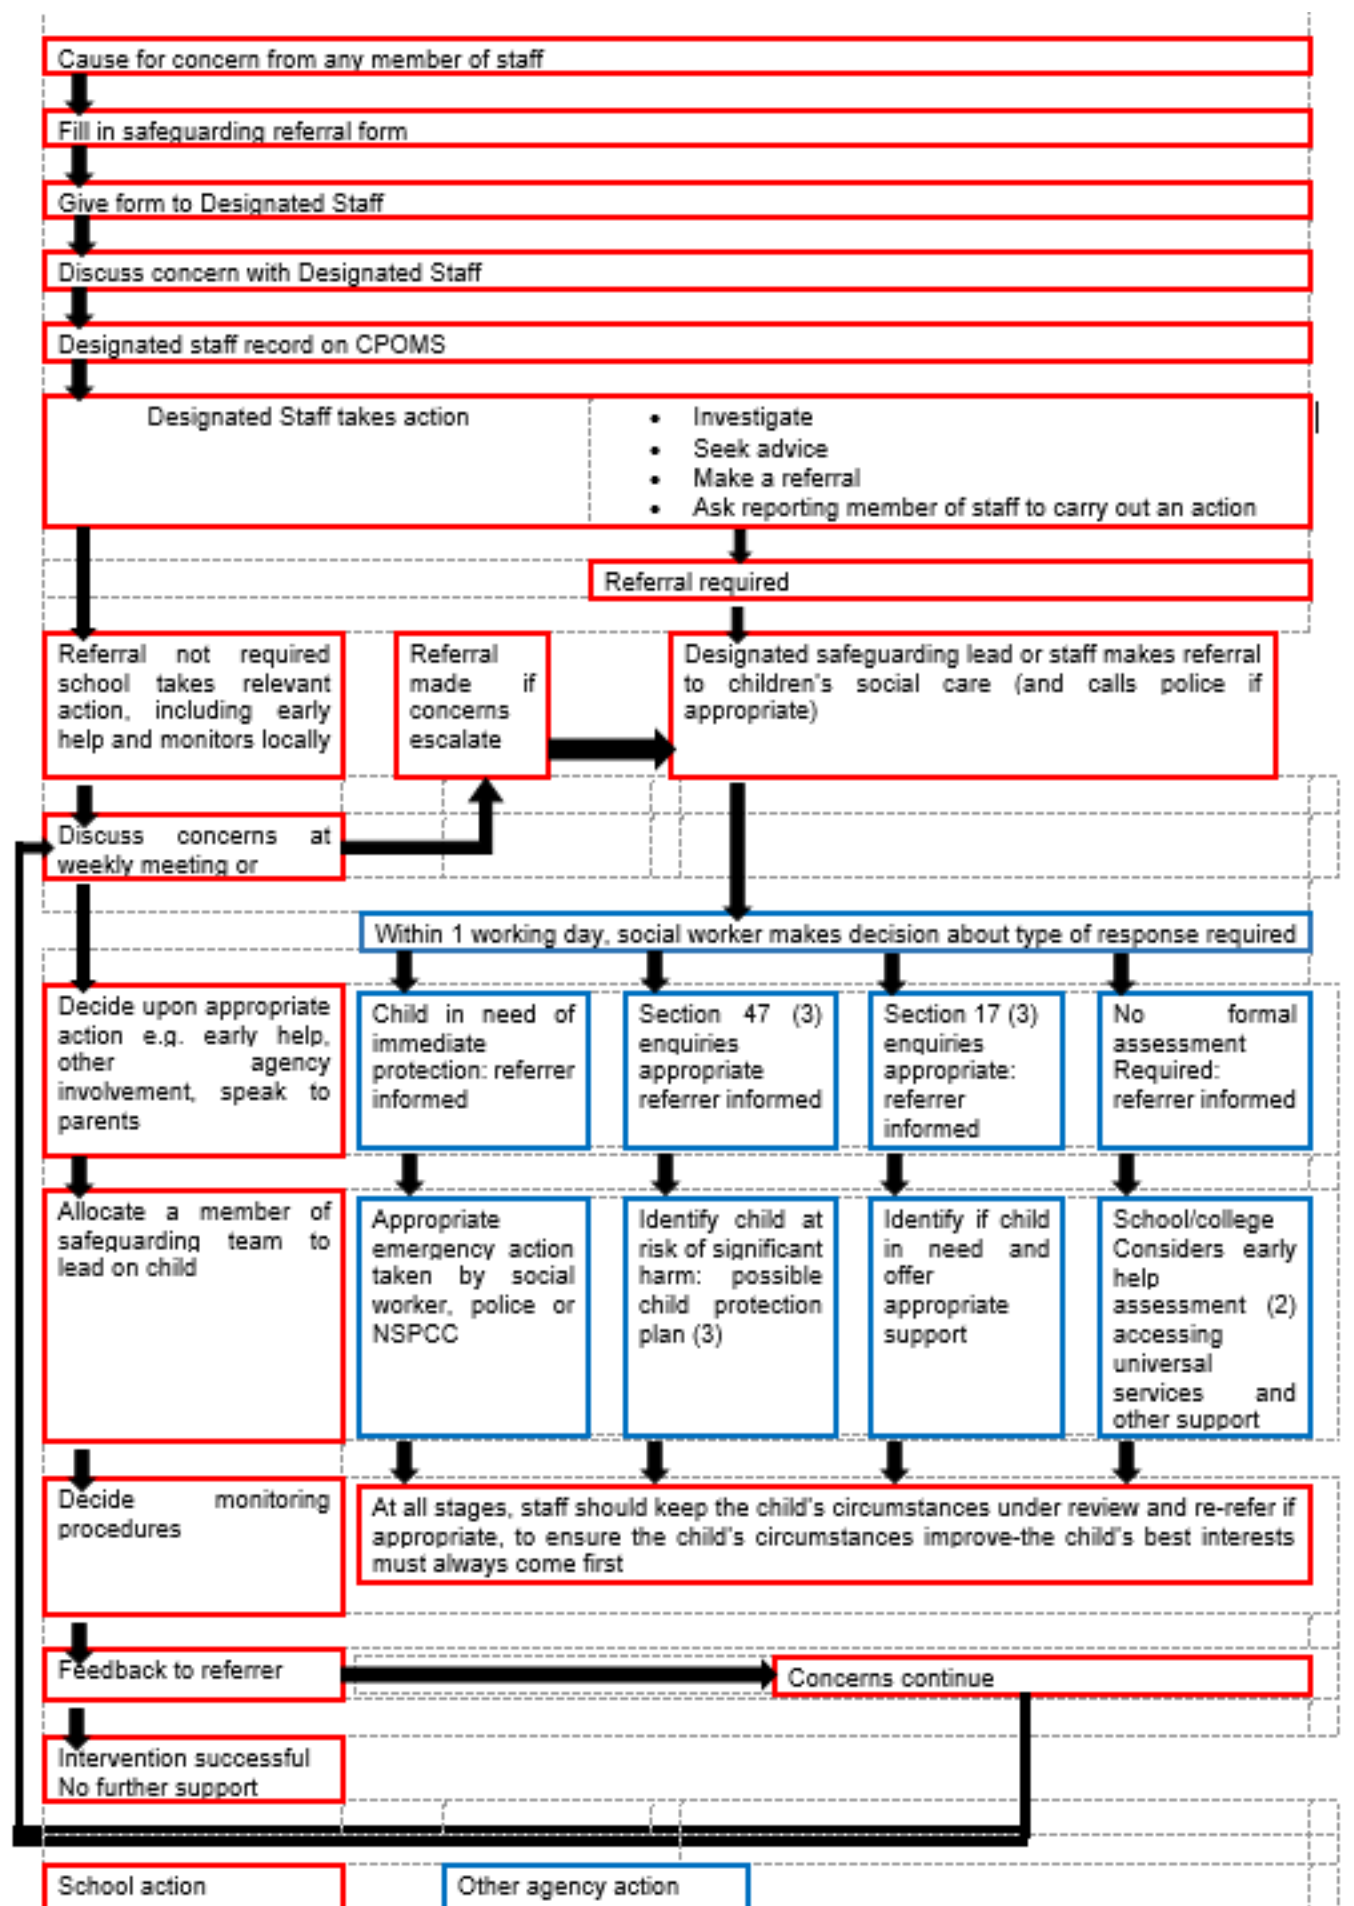 Cause for concern from any member of staff
Fill in safeguarding referral form
Give form to Designated Staff
Discuss concern with Designated Staff
Designated staff record on CPOMS
Designated Staff takes action
• Investigate
• Seek advice
• Make a referral
• Ask reporting member of staff to carry out an action
Referral required
Referral not required
school takes relevant
action, including early
help and monitors locally
Referral
made if
concerns
escalate
Designated safeguarding lead or staff makes referral
to children's social care (and calls police if
appropriate)
Discuss concerns at
weekly meeting or
Within 1 working day, social worker makes decision about type of response required
Decide upon appropriate
action e.g. early help,
other agency
involvement, speak to
parents
Child in need of
immediate
protection: referrer
informed
Section 47 (3)
enquiries
appropriate
referrer informed
Section 17 (3)
enquiries
appropriate:
referrer
informed
No formal
assessment
Required:
referrer informed
Allocate a member of
safeguarding team to
lead on child
Appropriate
emergency action
taken by social
worker, police or
NSPCC
Identify child at
risk of significant
harm: possible
child protection
plan (3)
Identify if child
in need and
offer
appropriate
support
School/college
Considers early
help
assessment (2)
accessing
universal
services and
other support
Decide monitoring
procedures
At all stages, staff should keep the child's circumstances under review and re-refer if
appropriate, to ensure the child's circumstances improve-the child's best interests
must always come first
Feedback to referrer
Concerns continue
Intervention successful
No further support
School action
Other agency action